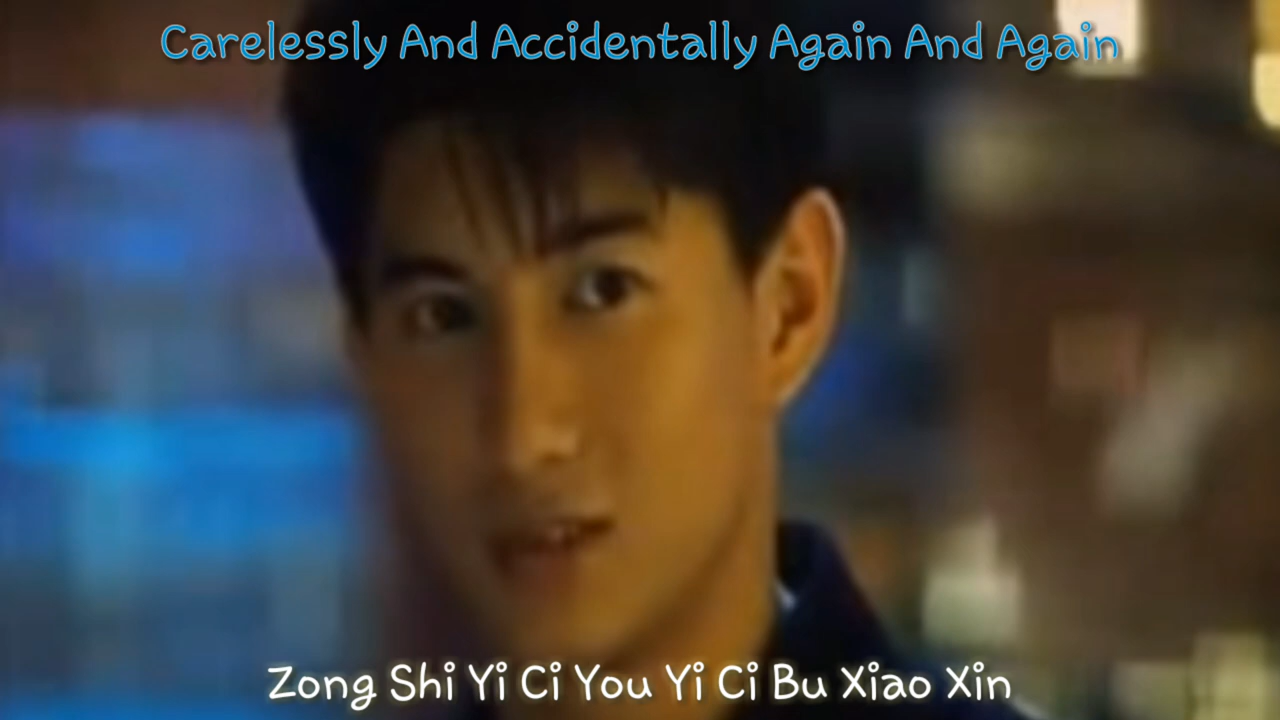 Carelessly And Accidentally Again And Again
Zong Shi Yi Ci You Yi Ci Bu Xiao Xin